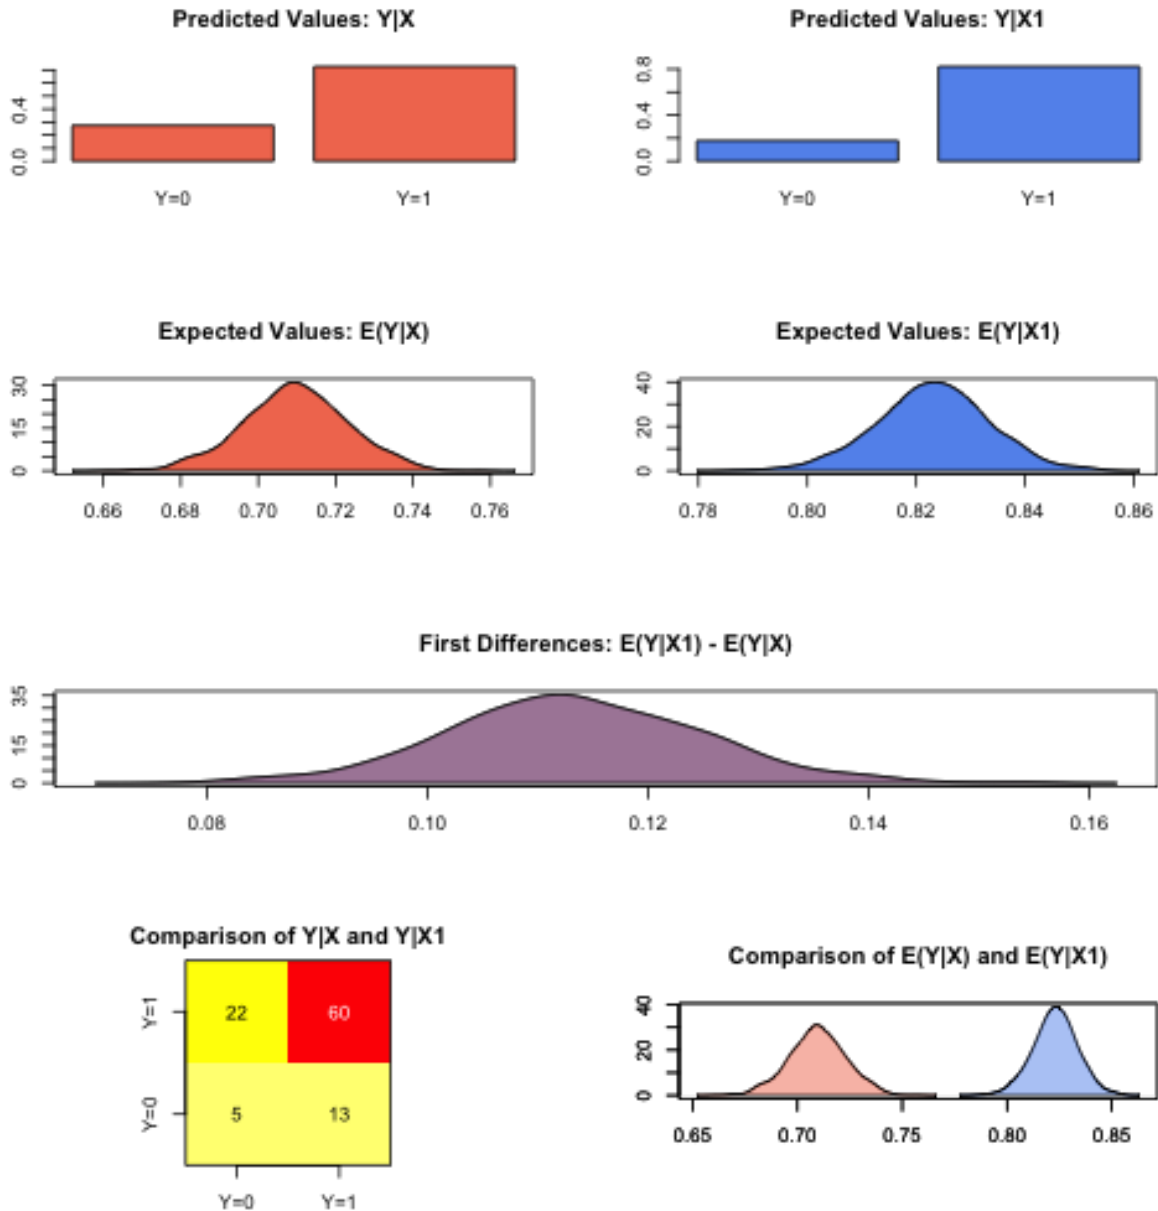 Predicted Values: Y|X
0.0 0.4
Y=0 Y=1
Predicted Values: Y|X1
0.0 0.4 0.8
Y=0 Y=1
Expected Values: E(Y|X)
0 15 30
0.66 0.68 0.70 0.72 0.74 0.76
Expected Values: E(Y|X1)
0 20 40
0.78 0.80 0.82 0.84 0.86
First Differences: E(Y|X1) - E(Y|X)
0 15 35
0.08 0.10 0.12 0.14 0.16
Comparison of Y|X and Y|X1
Y=1 22 60
Y=0 5 13
Y=0 Y=1
Comparison of E(Y|X) and E(Y|X1)
0 20 40
0.65 0.70 0.75 0.80 0.85